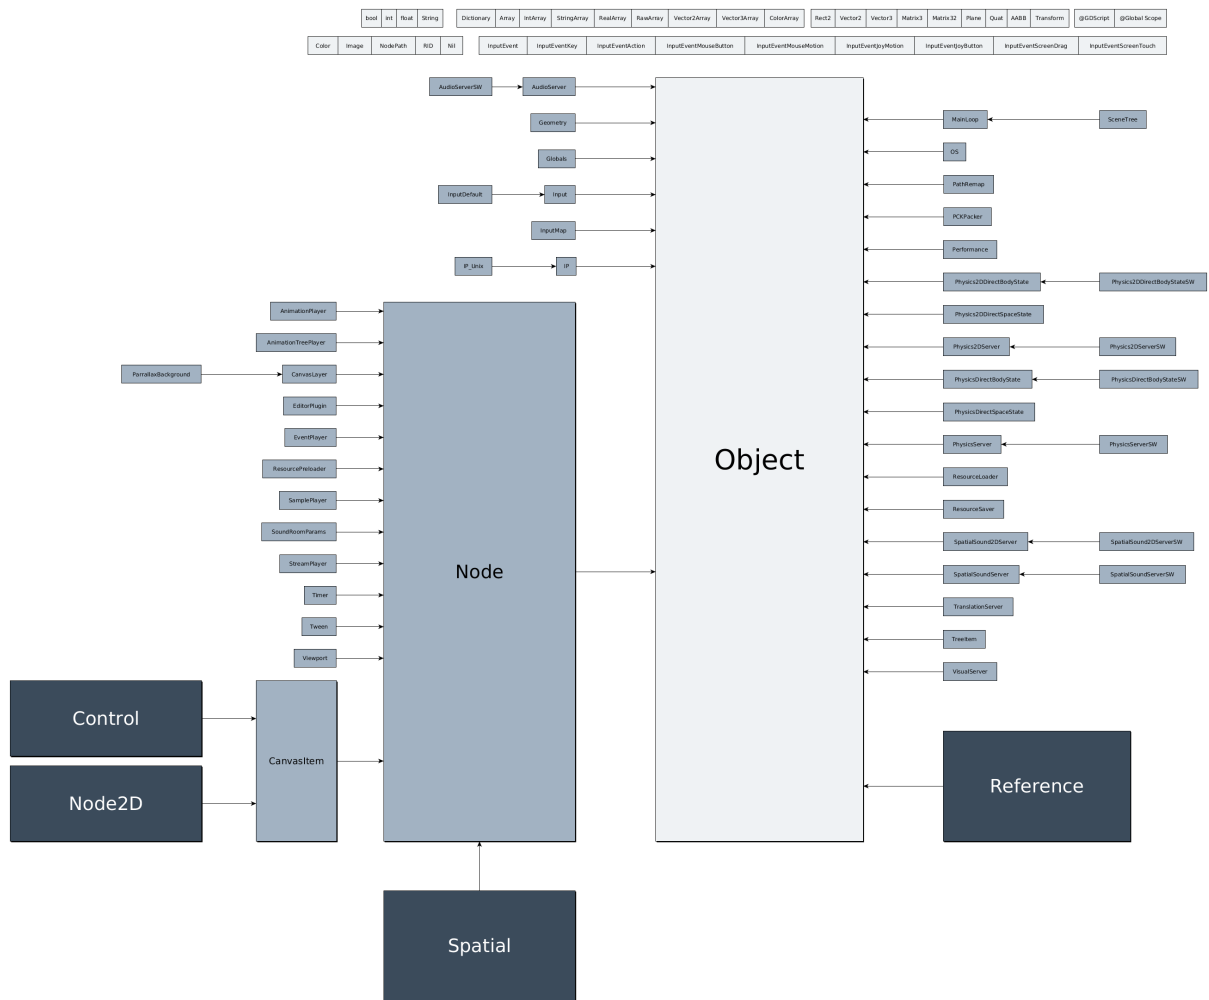 bool int float String
Dictionary Array IntArray StringArray RealArray RawArray Vector2Array Vector3Array ColorArray
Rect2 Vector2 Vector3 Matrix3 Matrix32 Plane Quat AABB Transform
@GDScript @Global Scope
Color Image NodePath RID Nil
InputEvent InputEventKey InputEventAction InputEventMouseButton InputEventMouseMotion InputEventJoyMotion InputEventJoyButton InputEventScreenDrag InputEventScreenTouch
AudioServerSW AudioServer
Geometry
Globals
InputDefault Input
InputMap
IP_Unix IP
AnimationPlayer
AnimationTreePlayer
ParrallaxBackground CanvasLayer
EditorPlugin
EventPlayer
ResourcePreloader
SamplePlayer
SoundRoomParams
StreamPlayer
Timer
Tween
Viewport
Control
Node2D
CanvasItem
Node
Spatial
Object
MainLoop SceneTree
OS
PathRemap
PCKPacker
Performance
Physics2DDirectBodyState Physics2DDirectBodyStateSW
Physics2DDirectSpaceState
Physics2DServer Physics2DServerSW
PhysicsDirectBodyState PhysicsDirectBodyStateSW
PhysicsDirectSpaceState
PhysicsServer PhysicsServerSW
ResourceLoader
ResourceSaver
SpatialSound2DServer SpatialSound2DServerSW
SpatialSoundServer SpatialSoundServerSW
TranslationServer
TreeItem
VisualServer
Reference